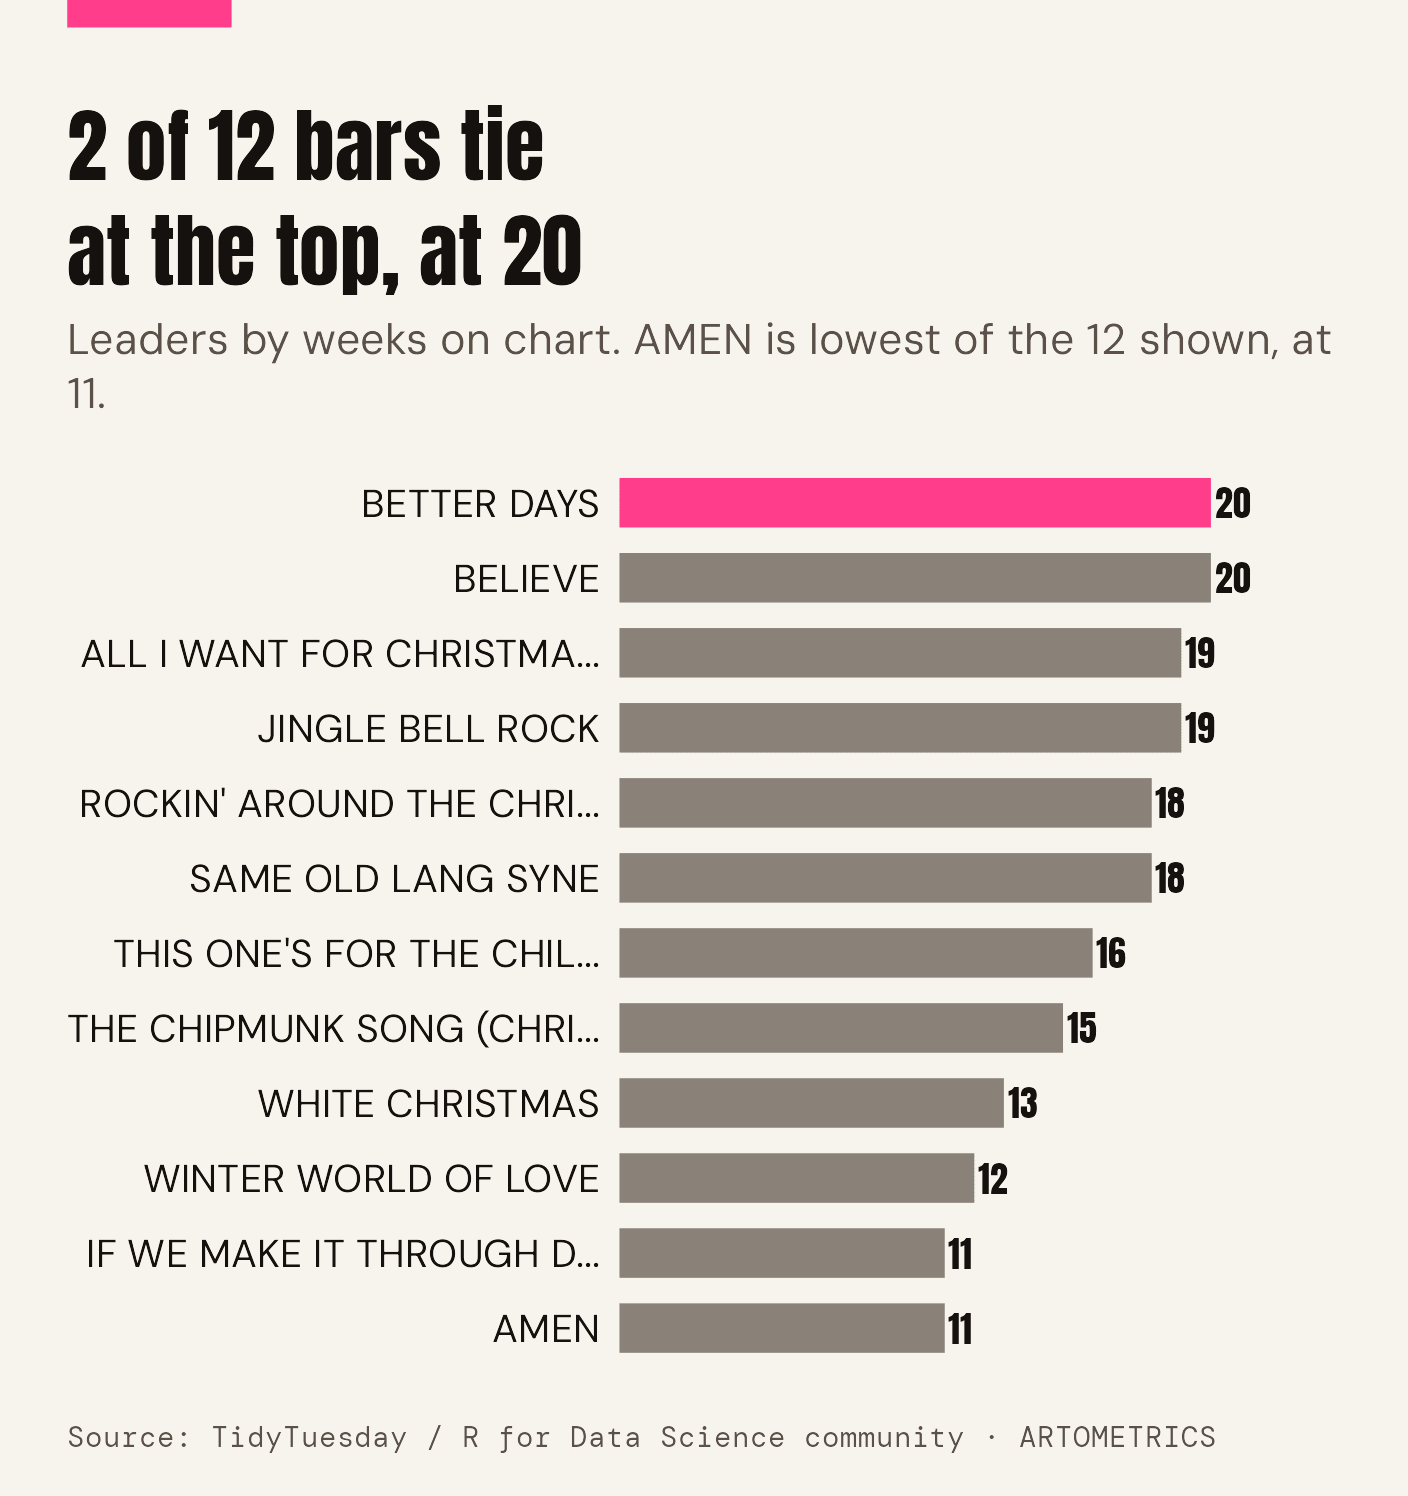 2 of 12 bars tie
at the top, at 20
Leaders by weeks on chart. AMEN is lowest of the 12 shown, at
11.
BETTER DAYS 20
BELIEVE 20
ALL I WANT FOR CHRISTMA... 19
JINGLE BELL ROCK 19
ROCKIN' AROUND THE CHRI... 18
SAME OLD LANG SYNE 18
THIS ONE'S FOR THE CHIL... 16
THE CHIPMUNK SONG (CHRI... 15
WHITE CHRISTMAS 13
WINTER WORLD OF LOVE 12
IF WE MAKE IT THROUGH D... 11
AMEN 11
Source: TidyTuesday / R for Data Science community · ARTOMETRICS